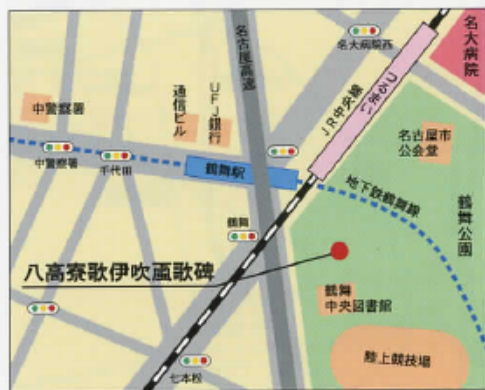 名大病院
名大病院西
名古屋高速
つるまい
JR中央線
中警察署
通信ビル
UFJ銀行
名古屋市
公会堂
中警察署
千代田
鶴舞駅
地下鉄鶴舞線
鶴舞公園
鶴舞
八高寮歌伊吹颪歌碑
鶴舞
中央図書館
七本松
陸上競技場